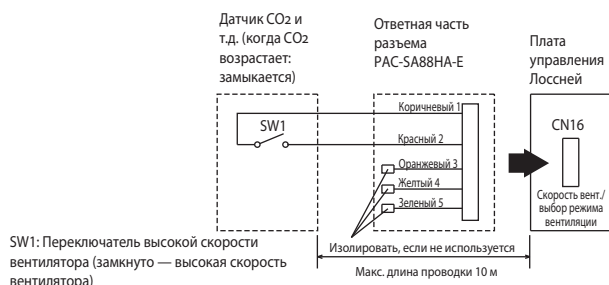 Датчик CO2 и
т.д. (когда CO2
возрастает:
замыкается)
Ответная часть
разъема
PAC-SA88HA-E
Плата
управления
Лоссней
SW1
Коричневый 1
Красный 2
Оранжевый 3
Желтый 4
Зеленый 5
CN16
Скорость вент./
выбор режима
вентиляции
SW1: Переключатель высокой скорости
вентилятора (замкнуто — высокая скорость
вентилятора)
Изолировать, если не используется
Макс. длина проводки 10 м